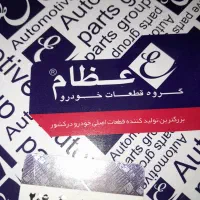 عظام®
گروه قطعات خودرو
بزرگترین تولید کننده قطعات اصلی خودرو در کشور
Automotive
parts group
Automotive
parts group